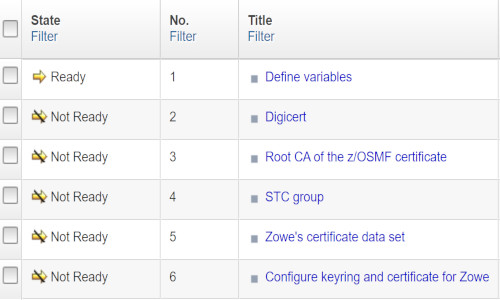 State No. Title
Filter Filter Filter
Ready 1 Define variables
Not Ready 2 Digicert
Not Ready 3 Root CA of the z/OSMF certificate
Not Ready 4 STC group
Not Ready 5 Zowe's certificate data set
Not Ready 6 Configure keyring and certificate for Zowe